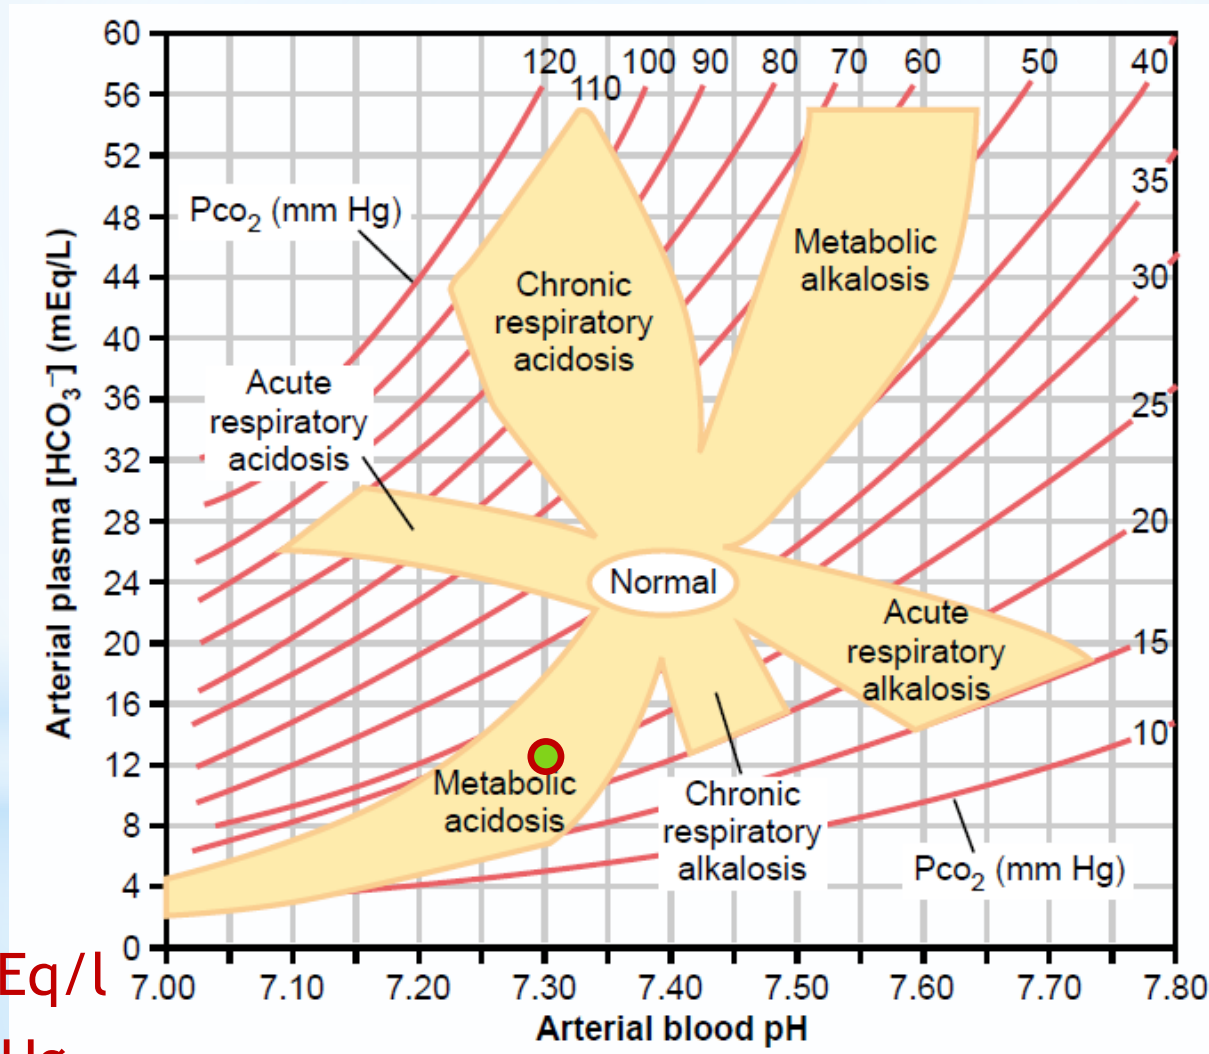 60
56
52
48
44
40
36
32
28
24
20
16
12
8
4
0
Arterial plasma [HCO₃⁻] (mEq/L)
120
110
100
90
80
70
60
50
40
35
30
25
20
15
10
Pco₂ (mm Hg)
Chronic
respiratory
acidosis
Metabolic
alkalosis
Acute
respiratory
acidosis
Normal
Acute
respiratory
alkalosis
Metabolic
acidosis
Chronic
respiratory
alkalosis
Pco₂ (mm Hg)
Eq/l
7.00 7.10 7.20 7.30 7.40 7.50 7.60 7.70 7.80
Arterial blood pH